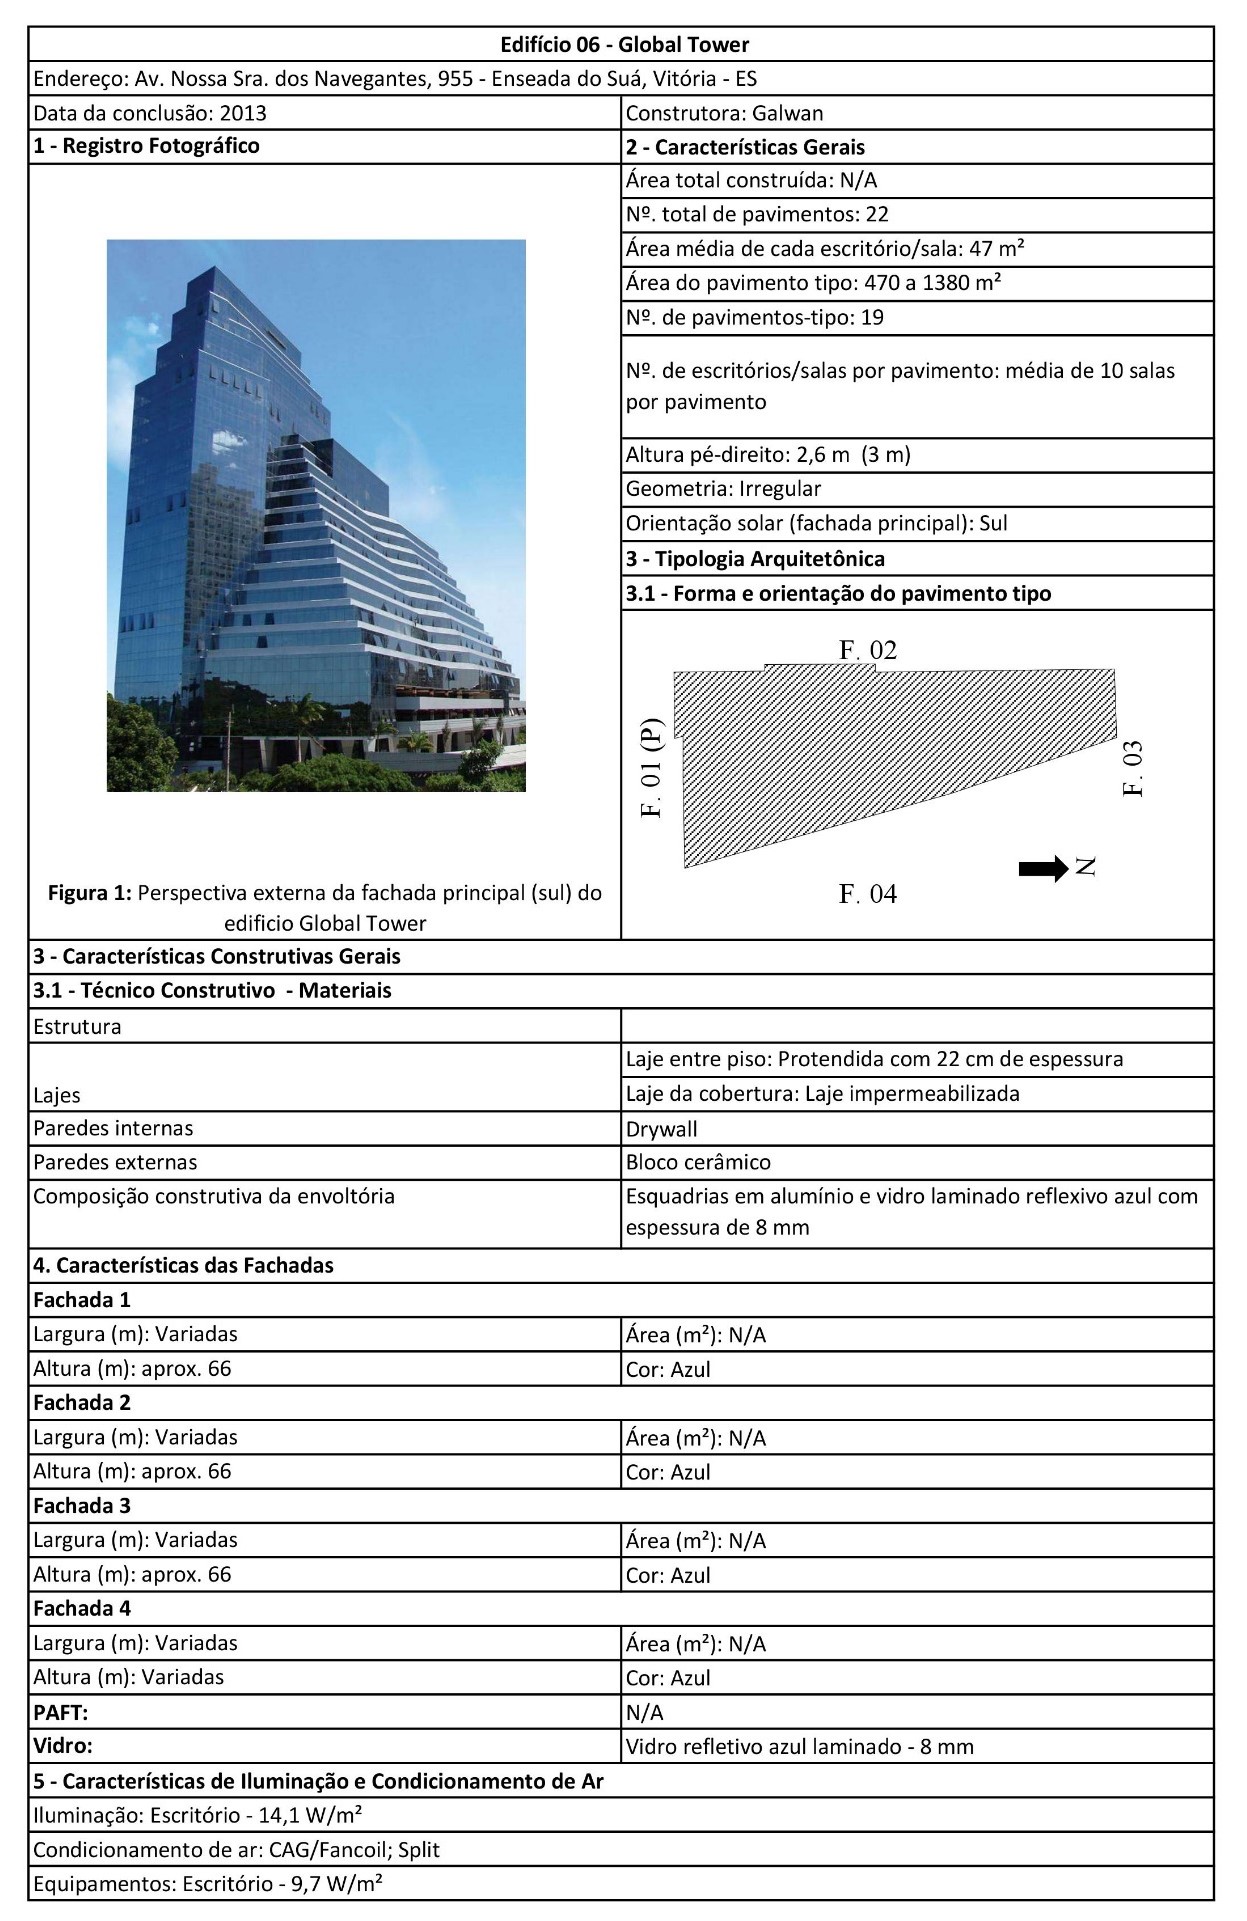 Edifício 06 - Global Tower
Endereço: Av. Nossa Sra. dos Navegantes, 955 - Enseada do Suá, Vitória - ES
Data da conclusão: 2013
Construtora: Galwan
1 - Registro Fotográfico
2 - Características Gerais
Área total construída: N/A
Nº. total de pavimentos: 22
Área média de cada escritório/sala: 47 m²
Área do pavimento tipo: 470 a 1380 m²
Nº. de pavimentos-tipo: 19
Nº. de escritórios/salas por pavimento: média de 10 salas
por pavimento
Altura pé-direito: 2,6 m  (3 m)
Geometria: Irregular
Orientação solar (fachada principal): Sul
3 - Tipologia Arquitetônica
3.1 - Forma e orientação do pavimento tipo
F. 02
F. 01 (P)
F. 03
N
F. 04
Figura 1: Perspectiva externa da fachada principal (sul) do
edificio Global Tower
3 - Características Construtivas Gerais
3.1 - Técnico Construtivo  - Materiais
Estrutura
Lajes
Laje entre piso: Protendida com 22 cm de espessura
Laje da cobertura: Laje impermeabilizada
Paredes internas
Drywall
Paredes externas
Bloco cerâmico
Composição construtiva da envoltória
Esquadrias em alumínio e vidro laminado reflexivo azul com
espessura de 8 mm
4. Características das Fachadas
Fachada 1
Largura (m): Variadas
Área (m²): N/A
Altura (m): aprox. 66
Cor: Azul
Fachada 2
Largura (m): Variadas
Área (m²): N/A
Altura (m): aprox. 66
Cor: Azul
Fachada 3
Largura (m): Variadas
Área (m²): N/A
Altura (m): aprox. 66
Cor: Azul
Fachada 4
Largura (m): Variadas
Área (m²): N/A
Altura (m): Variadas
Cor: Azul
PAFT:
N/A
Vidro:
Vidro refletivo azul laminado - 8 mm
5 - Características de Iluminação e Condicionamento de Ar
Iluminação: Escritório - 14,1 W/m²
Condicionamento de ar: CAG/Fancoil; Split
Equipamentos: Escritório - 9,7 W/m²